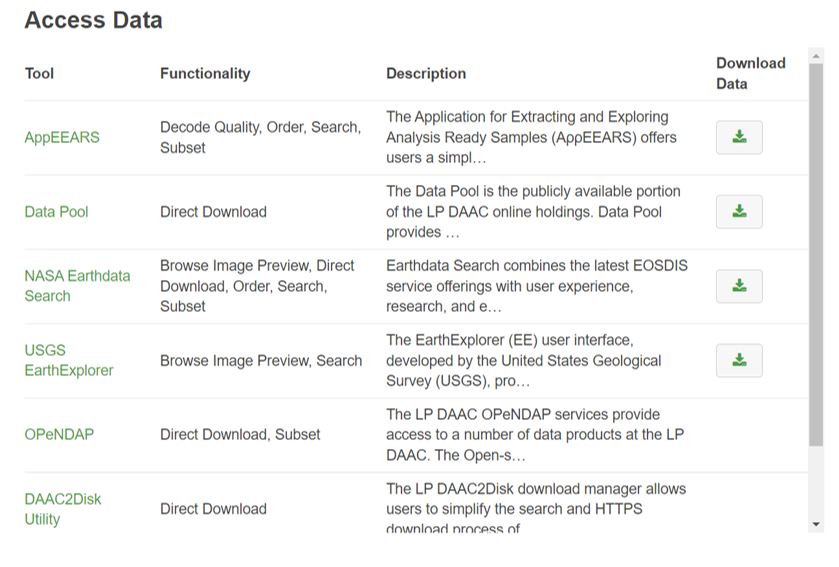 Access Data
Tool Functionality Description Download Data
AppEEARS
Decode Quality, Order, Search,
Subset
The Application for Extracting and Exploring
Analysis Ready Samples (AρρEEARS) offers
users a simpl…
Data Pool
Direct Download
The Data Pool is the publicly available portion
of the LP DAAC online holdings. Data Pool
provides …
NASA Earthdata
Search
Browse Image Preview, Direct
Download, Order, Search,
Subset
Earthdata Search combines the latest EOSDIS
service offerings with user experience,
research, and e…
USGS
EarthExplorer
Browse Image Preview, Search
The EarthExplorer (EE) user interface,
developed by the United States Geological
Survey (USGS), pro…
OPeNDAP
Direct Download, Subset
The LP DAAC OPeNDAP services provide
access to a number of data products at the LP
DAAC. The Open-s…
DAAC2Disk
Utility
Direct Download
The LP DAAC2Disk download manager allows
users to simplify the search and HTTPS
download process of